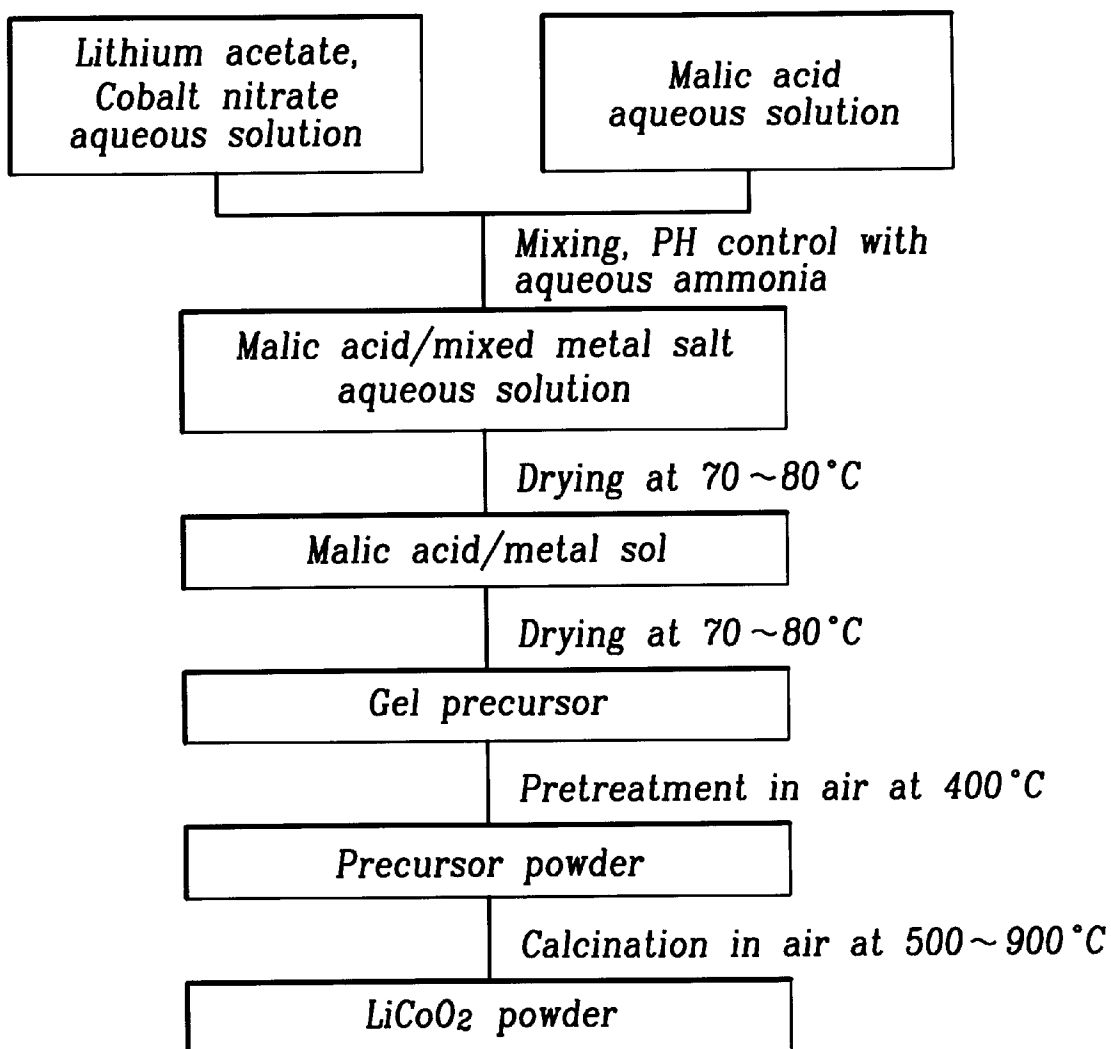 Lithium acetate,
Cobalt nitrate
aqueous solution
Malic acid
aqueous solution
Mixing, PH control with
aqueous ammonia
Malic acid/mixed metal salt
aqueous solution
Drying at 70~80°C
Malic acid/metal sol
Drying at 70~80°C
Gel precursor
Pretreatment in air at 400°C
Precursor powder
Calcination in air at 500~900°C
LiCoO₂ powder